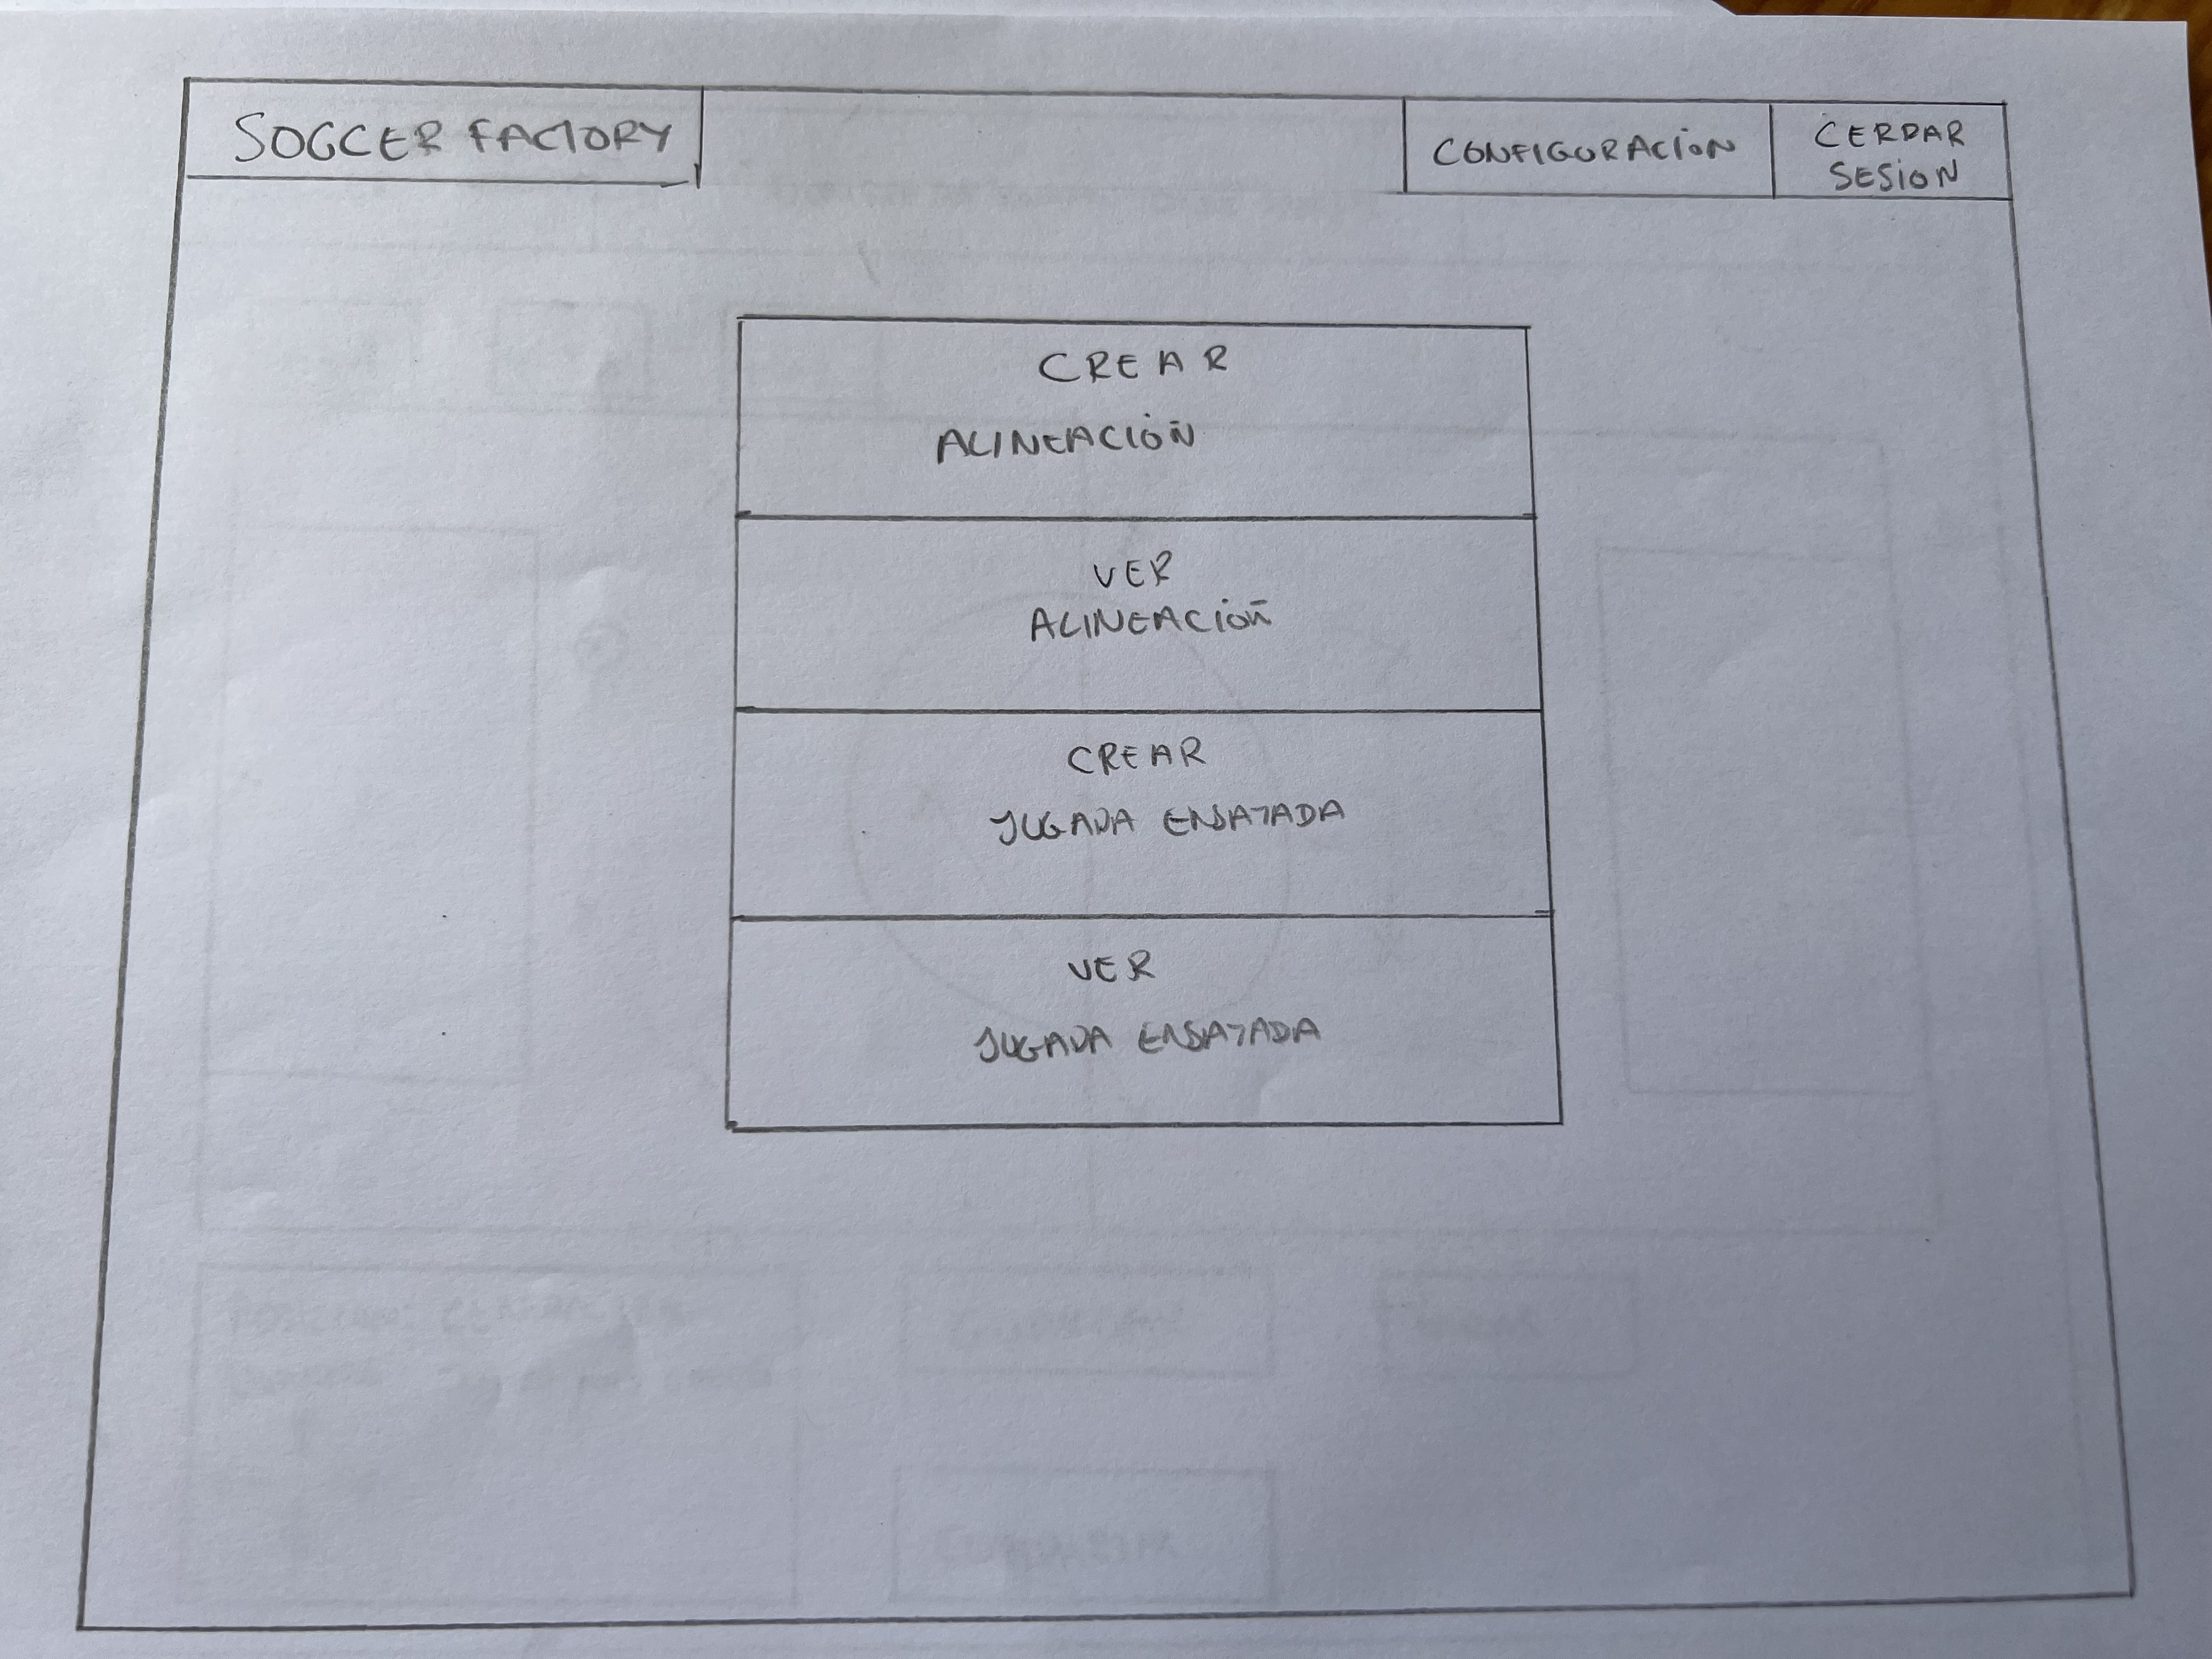 SOCCER FACTORY
CONFIGURACIÓN
CERRAR
SESION
CREAR
ALINEACIÓN
VER
ALINEACIÓN
CREAR
JUGADA ENSAYADA
VER
JUGADA ENSAYADA